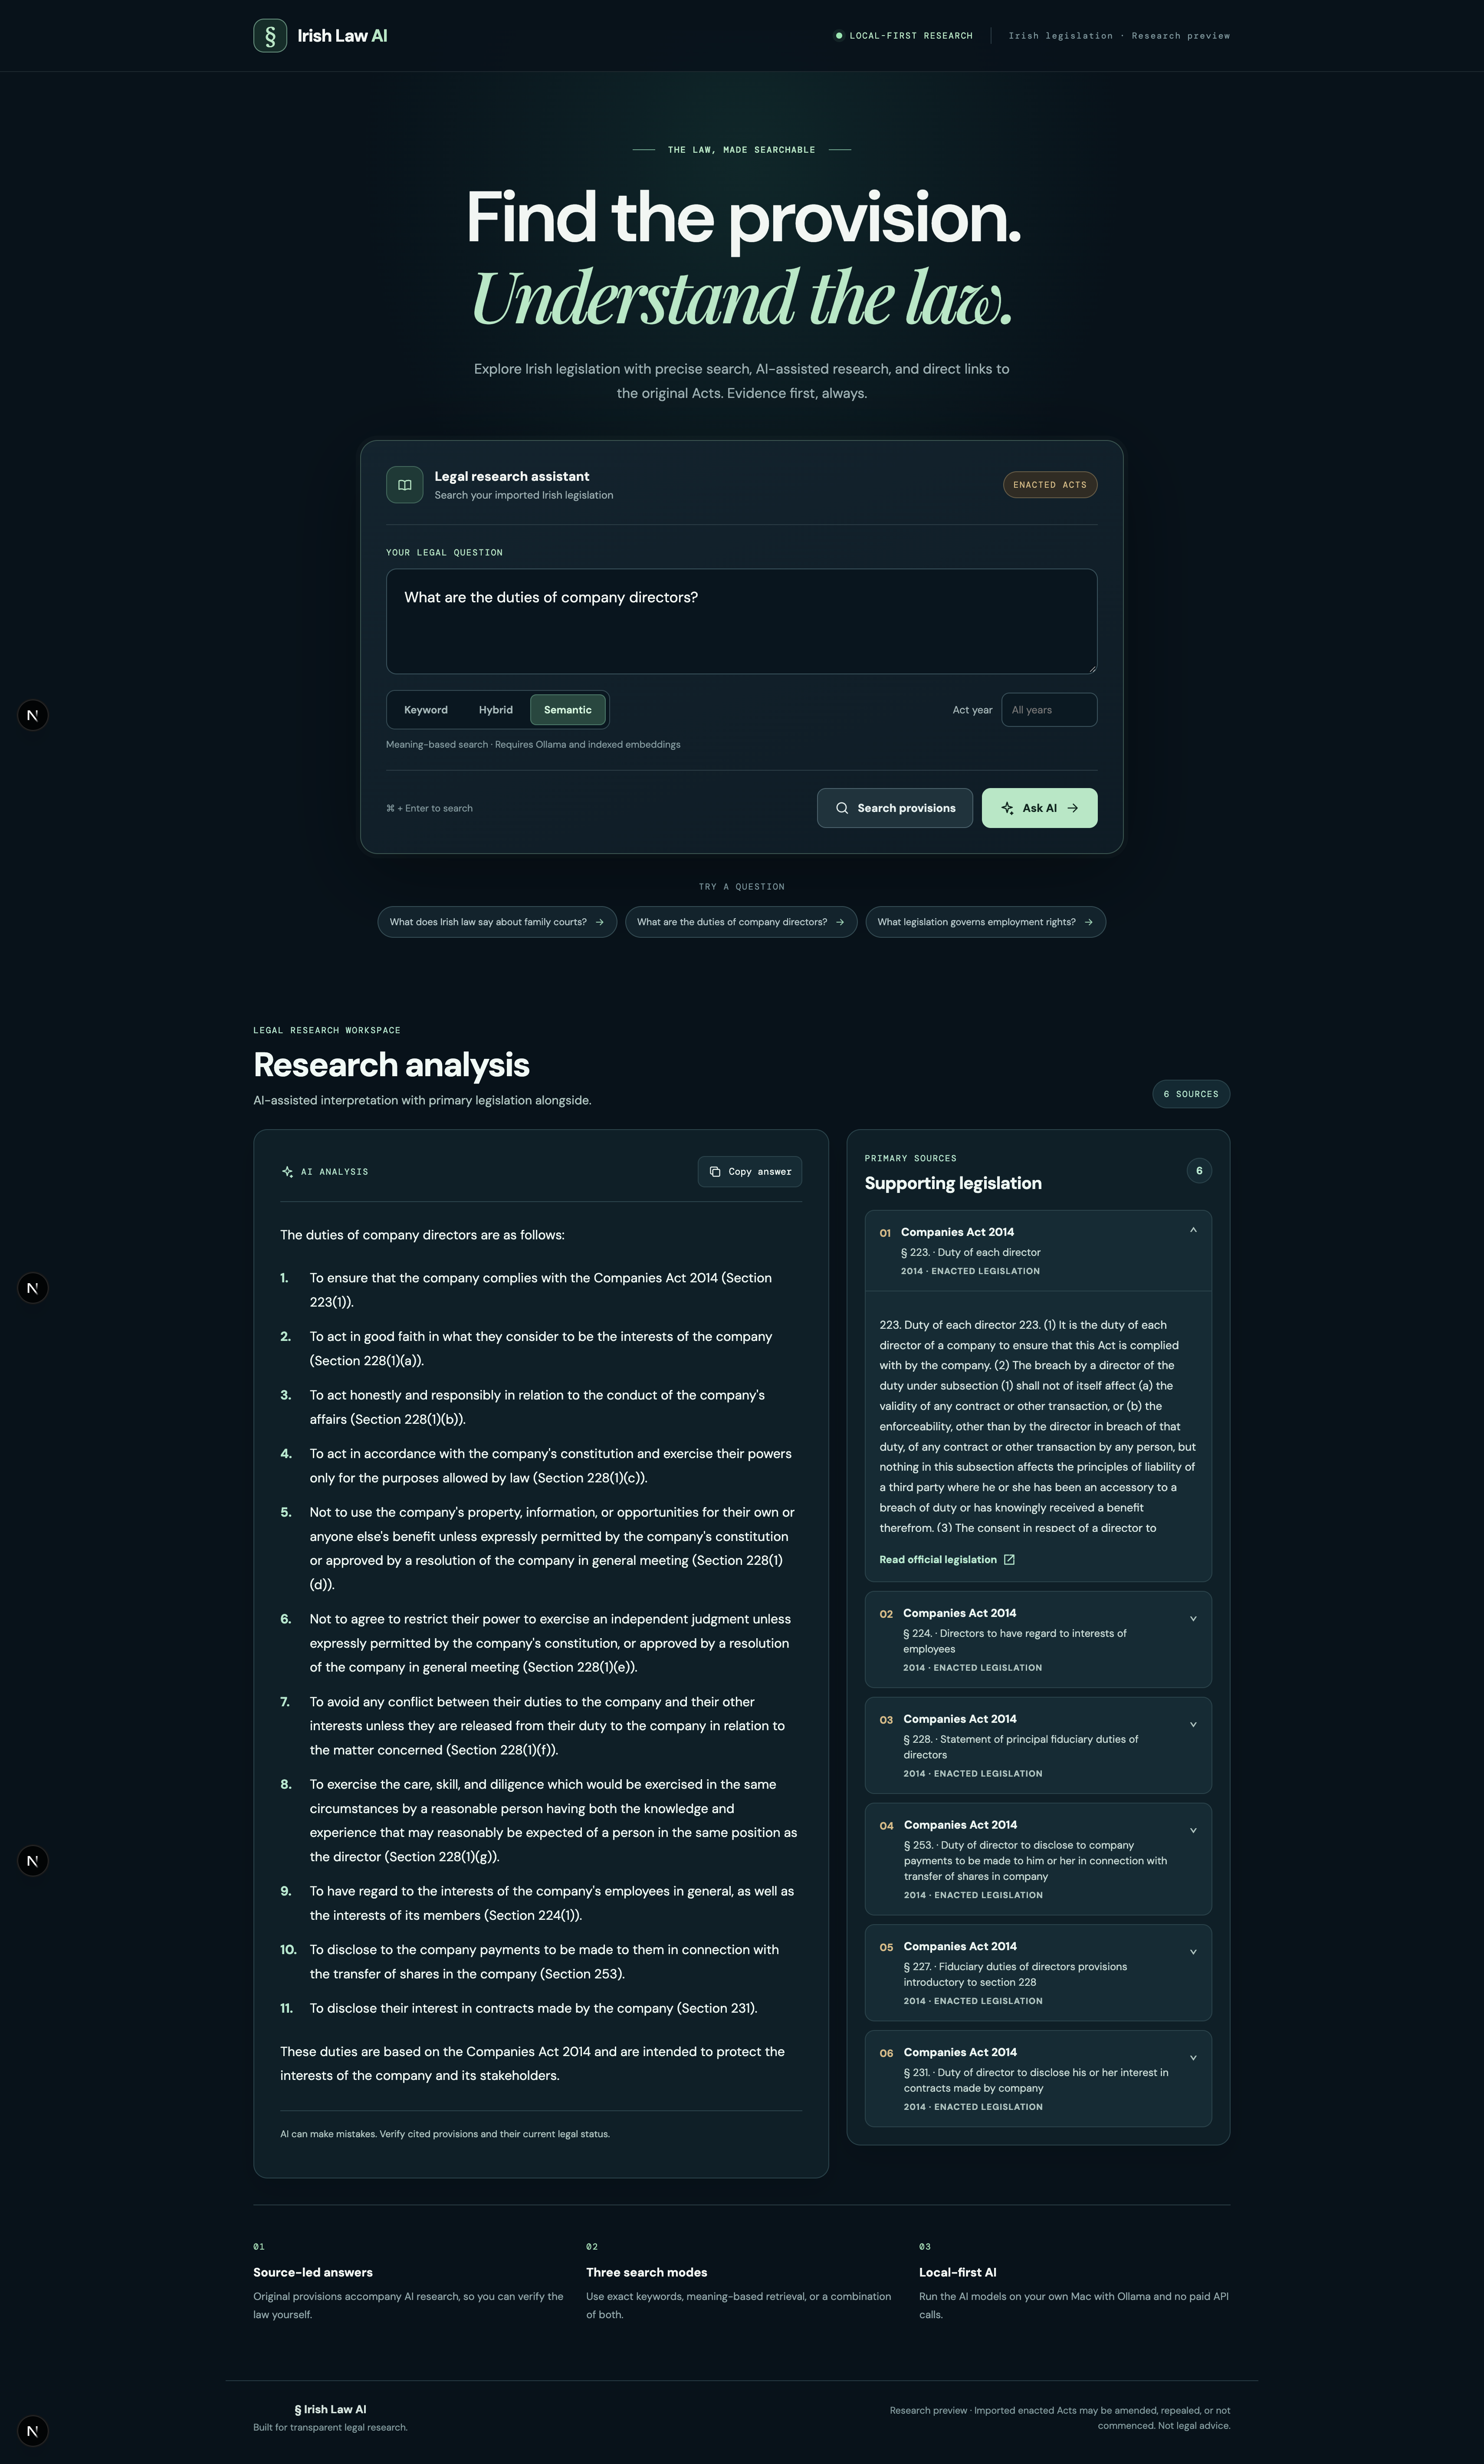 § Irish Law AI
LOCAL-FIRST RESEARCH
Irish legislation · Research preview
THE LAW, MADE SEARCHABLE
Find the provision.
Understand the law.
Explore Irish legislation with precise search, AI-assisted research, and direct links to
the original Acts. Evidence first, always.
Legal research assistant
Search your imported Irish legislation
ENACTED ACTS
YOUR LEGAL QUESTION
What are the duties of company directors?
Keyword
Hybrid
Semantic
Act year
All years
Meaning-based search · Requires Ollama and indexed embeddings
⌘ + Enter to search
Search provisions
Ask AI →
TRY A QUESTION
What does Irish law say about family courts? →
What are the duties of company directors? →
What legislation governs employment rights? →
LEGAL RESEARCH WORKSPACE
Research analysis
AI-assisted interpretation with primary legislation alongside.
6 SOURCES
AI ANALYSIS
Copy answer
The duties of company directors are as follows:
1. To ensure that the company complies with the Companies Act 2014 (Section
223(1)).
2. To act in good faith in what they consider to be the interests of the company
(Section 228(1)(a)).
3. To act honestly and responsibly in relation to the conduct of the company's
affairs (Section 228(1)(b)).
4. To act in accordance with the company's constitution and exercise their powers
only for the purposes allowed by law (Section 228(1)(c)).
5. Not to use the company's property, information, or opportunities for their own or
anyone else's benefit unless expressly permitted by the company's constitution
or approved by a resolution of the company in general meeting (Section 228(1)
(d)).
6. Not to agree to restrict their power to exercise an independent judgment unless
expressly permitted by the company's constitution, or approved by a resolution
of the company in general meeting (Section 228(1)(e)).
7. To avoid any conflict between their duties to the company and their other
interests unless they are released from their duty to the company in relation to
the matter concerned (Section 228(1)(f)).
8. To exercise the care, skill, and diligence which would be exercised in the same
circumstances by a reasonable person having both the knowledge and
experience that may reasonably be expected of a person in the same position as
the director (Section 228(1)(g)).
9. To have regard to the interests of the company's employees in general, as well as
the interests of its members (Section 224(1)).
10. To disclose to the company payments to be made to them in connection with
the transfer of shares in the company (Section 253).
11. To disclose their interest in contracts made by the company (Section 231).
These duties are based on the Companies Act 2014 and are intended to protect the
interests of the company and its stakeholders.
AI can make mistakes. Verify cited provisions and their current legal status.
PRIMARY SOURCES
Supporting legislation
6
01 Companies Act 2014
§ 223. · Duty of each director
2014 · ENACTED LEGISLATION
223. Duty of each director 223. (1) It is the duty of each
director of a company to ensure that this Act is complied
with by the company. (2) The breach by a director of the
duty under subsection (1) shall not of itself affect (a) the
validity of any contract or other transaction, or (b) the
enforceability, other than by the director in breach of that
duty, of any contract or other transaction by any person, but
nothing in this subsection affects the principles of liability of
a third party where he or she has been an accessory to a
breach of duty or has knowingly received a benefit
therefrom. (3) The consent in respect of a director to
Read official legislation
02 Companies Act 2014
§ 224. · Directors to have regard to interests of
employees
2014 · ENACTED LEGISLATION
03 Companies Act 2014
§ 228. · Statement of principal fiduciary duties of
directors
2014 · ENACTED LEGISLATION
04 Companies Act 2014
§ 253. · Duty of director to disclose to company
payments to be made to him or her in connection with
transfer of shares in company
2014 · ENACTED LEGISLATION
05 Companies Act 2014
§ 227. · Fiduciary duties of directors provisions
introductory to section 228
2014 · ENACTED LEGISLATION
06 Companies Act 2014
§ 231. · Duty of director to disclose his or her interest in
contracts made by company
2014 · ENACTED LEGISLATION
01
Source-led answers
Original provisions accompany AI research, so you can verify the
law yourself.
02
Three search modes
Use exact keywords, meaning-based retrieval, or a combination
of both.
03
Local-first AI
Run the AI models on your own Mac with Ollama and no paid API
calls.
§ Irish Law AI
Built for transparent legal research.
Research preview · Imported enacted Acts may be amended, repealed, or not
commenced. Not legal advice.
N
N
N
N